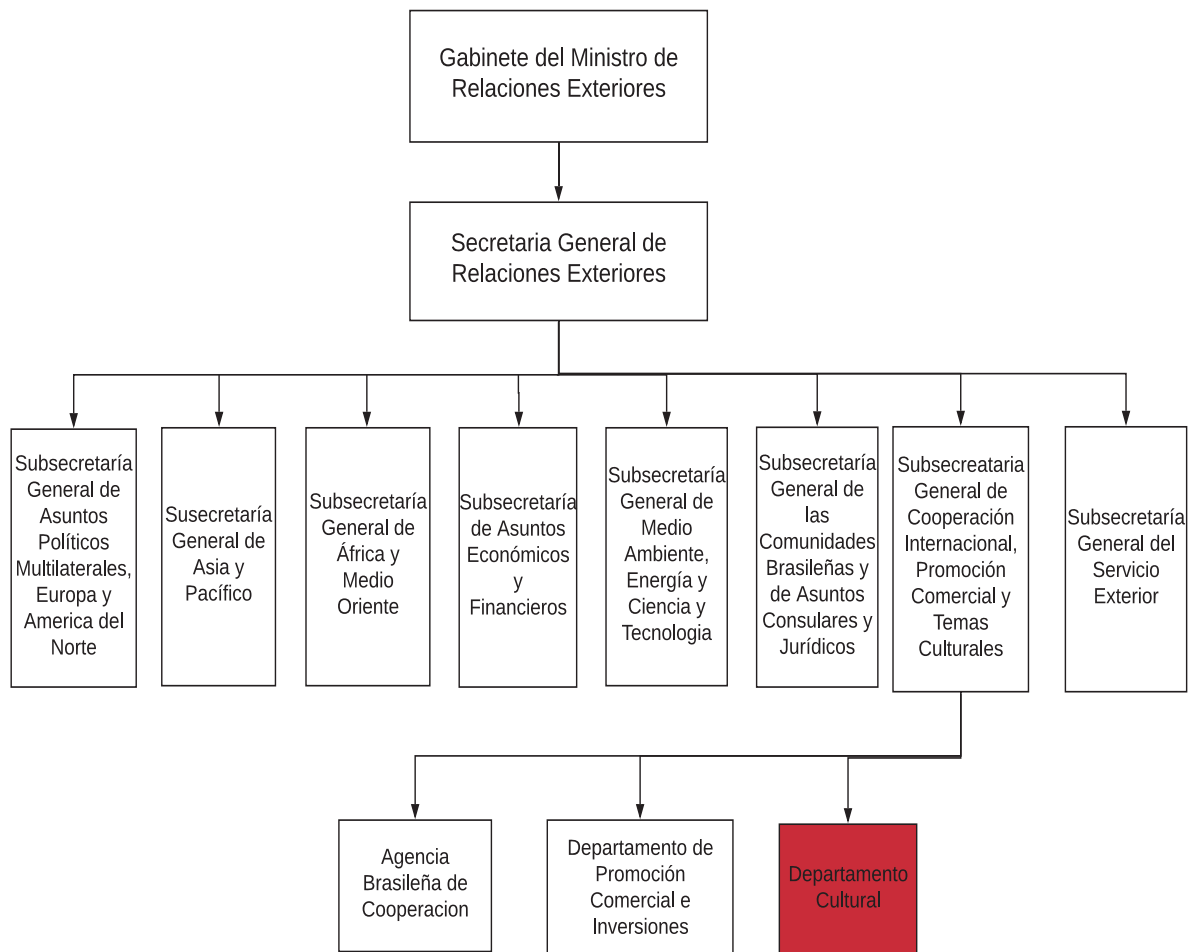 Gabinete del Ministro de
Relaciones Exteriores
Secretaria General de
Relaciones Exteriores
Subsecretaría
General de
Asuntos
Políticos
Multilaterales,
Europa y
America del
Norte
Susecretaría
General de
Asia y
Pacífico
Subsecretaría
General de
África y
Medio
Oriente
Subsecretaría
de Asuntos
Económicos
y
Financieros
Subsecretaría
General de
Medio
Ambiente,
Energía y
Ciencia y
Tecnologia
Subsecretaría
General de
las
Comunidades
Brasileñas y
de Asuntos
Consulares y
Jurídicos
Subsecreataria
General de
Cooperación
Internacional,
Promoción
Comercial y
Temas
Culturales
Subsecretaría
General del
Servicio
Exterior
Agencia
Brasileña de
Cooperacion
Departamento de
Promoción
Comercial e
Inversiones
Departamento
Cultural